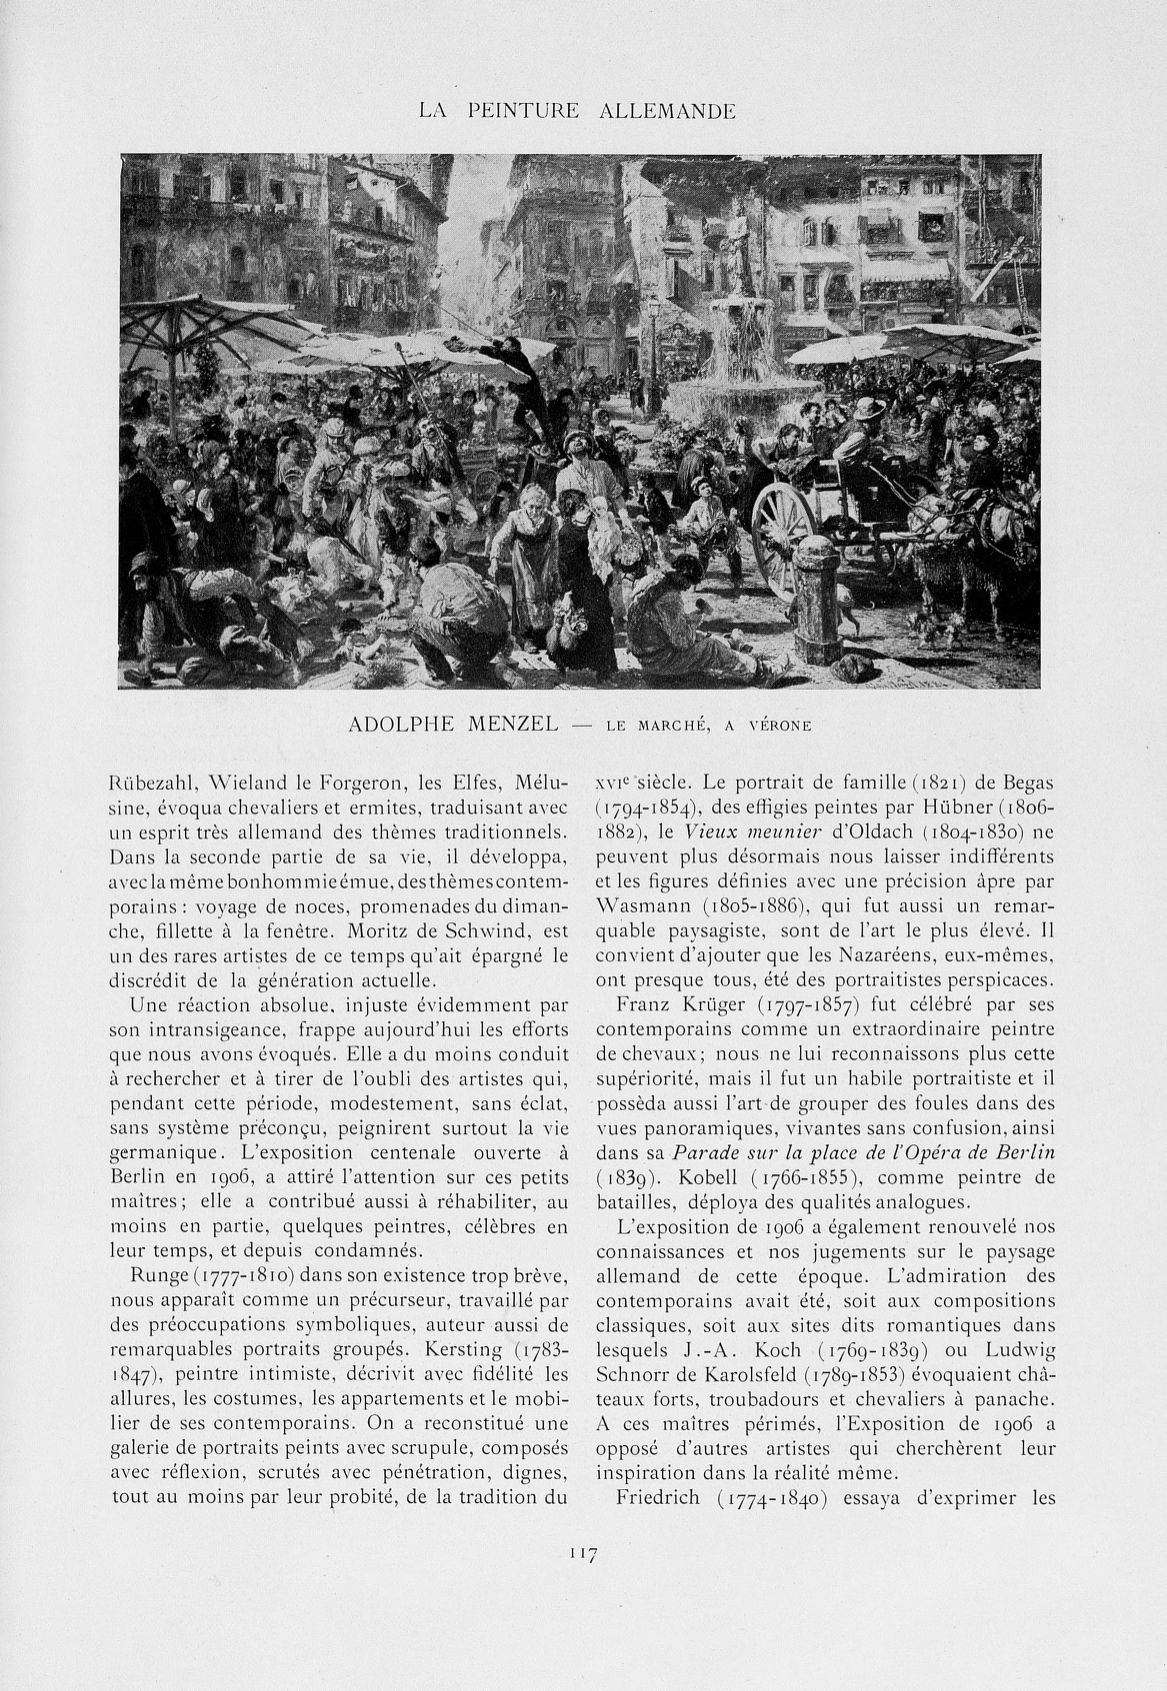 LA PEINTURE ALLEMANDE
ADOLPHE MENZEL — LE MARCHÉ, A VÉRONE
Rübezahl, Wieland le Forgeron, les Elfes, Mélu-
sine, évoqua chevaliers et ermites, traduisant avec
un esprit très allemand des thèmes traditionnels.
Dans la seconde partie de sa vie, il développa,
avec la même bonhommie émue, des thèmes contem-
porains : voyage de noces, promenades du diman-
che, fillette à la fenêtre. Moritz de Schwind, est
un des rares artistes de ce temps qu'ait épargné le
discrédit de la génération actuelle.
Une réaction absolue, injuste évidemment par
son intransigeance, frappe aujourd'hui les efforts
que nous avons évoqués. Elle a du moins conduit
à rechercher et à tirer de l'oubli des artistes qui,
pendant cette période, modestement, sans éclat,
sans système préconçu, peignirent surtout la vie
germanique. L'exposition centenale ouverte à
Berlin en 1906, a attiré l'attention sur ces petits
maîtres; elle a contribué aussi à réhabiliter, au
moins en partie, quelques peintres, célèbres en
leur temps, et depuis condamnés.
Runge (1777-1810) dans son existence trop brève,
nous apparaît comme un précurseur, travaillé par
des préoccupations symboliques, auteur aussi de
remarquables portraits groupés. Kersting (1783-
1847), peintre intimiste, décrivit avec fidélité les
allures, les costumes, les appartements et le mobi-
lier de ses contemporains. On a reconstitué une
galerie de portraits peints avec scrupule, composés
avec réflexion, scrutés avec pénétration, dignes,
tout au moins par leur probité, de la tradition du
XVIe siècle. Le portrait de famille (1821) de Begas
(1794-1854), des effigies peintes par Hübner (1806-
1882), le Vieux meunier d'Oldach (1804-1830) ne
peuvent plus désormais nous laisser indifférents
et les figures définies avec une précision âpre par
Wasmann (1805-1886), qui fut aussi un remar-
quable paysagiste, sont de l'art le plus élevé. Il
convient d'ajouter que les Nazaréens, eux-mêmes,
ont presque tous, été des portraitistes perspicaces.
Franz Krüger (1797-1857) fut célébré par ses
contemporains comme un extraordinaire peintre
de chevaux; nous ne lui reconnaissons plus cette
supériorité, mais il fut un habile portraitiste et il
possèda aussi l'art de grouper des foules dans des
vues panoramiques, vivantes sans confusion, ainsi
dans sa Parade sur la place de l'Opéra de Berlin
(1839). Kobell (1766-1855), comme peintre de
batailles, déploya des qualités analogues.
L'exposition de 1906 a également renouvelé nos
connaissances et nos jugements sur le paysage
allemand de cette époque. L'admiration des
contemporains avait été, soit aux compositions
classiques, soit aux sites dits romantiques dans
lesquels J.-A. Koch (1769-1839) ou Ludwig
Schnorr de Karolsfeld (1789-1853) évoquaient châ-
teaux forts, troubadours et chevaliers à panache.
A ces maîtres périmés, l'Exposition de 1906 a
opposé d'autres artistes qui cherchèrent leur
inspiration dans la réalité même.
Friedrich (1774-1840) essaya d'exprimer les
117